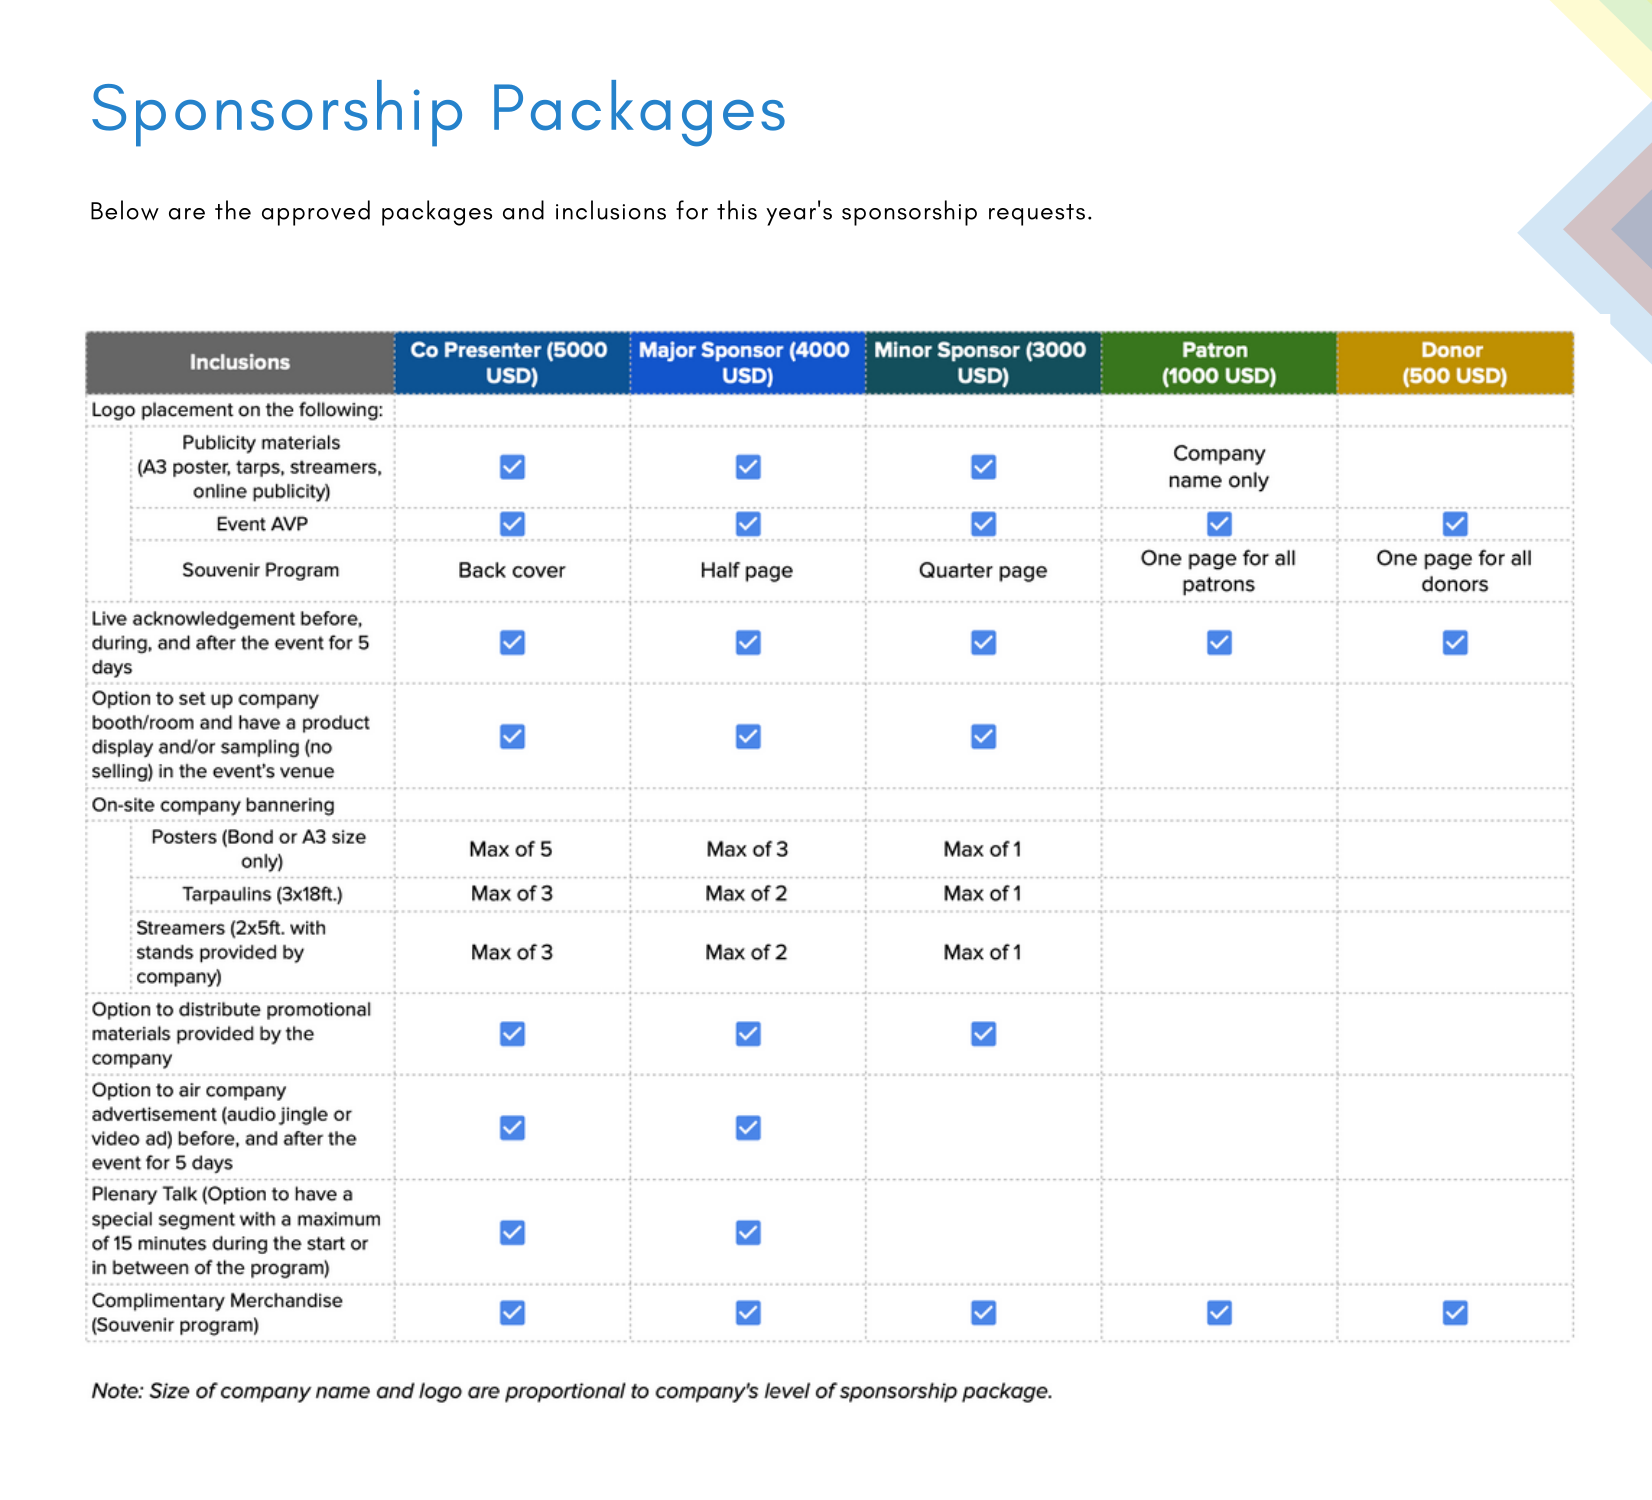 Sponsorship Packages
Below are the approved packages and inclusions for this year's sponsorship requests.
Inclusions
Co Presenter (5000
USD)
Major Sponsor (4000
USD)
Minor Sponsor (3000
USD)
Patron
(1000 USD)
Donor
(500 USD)
Logo placement on the following:
Publicity materials
(A3 poster, tarps, streamers,
online publicity)
Company
name only
Event AVP
Souvenir Program
Back cover
Half page
Quarter page
One page for all
patrons
One page for all
donors
Live acknowledgement before,
during, and after the event for 5
days
Option to set up company
booth/room and have a product
display and/or sampling (no
selling) in the event's venue
On-site company bannering
Posters (Bond or A3 size
only)
Max of 5
Max of 3
Max of 1
Tarpaulins (3x18ft.)
Max of 3
Max of 2
Max of 1
Streamers (2x5ft. with
stands provided by
company)
Max of 3
Max of 2
Max of 1
Option to distribute promotional
materials provided by the
company
Option to air company
advertisement (audio jingle or
video ad) before, and after the
event for 5 days
Plenary Talk (Option to have a
special segment with a maximum
of 15 minutes during the start or
in between of the program)
Complimentary Merchandise
(Souvenir program)
Note: Size of company name and logo are proportional to company's level of sponsorship package.